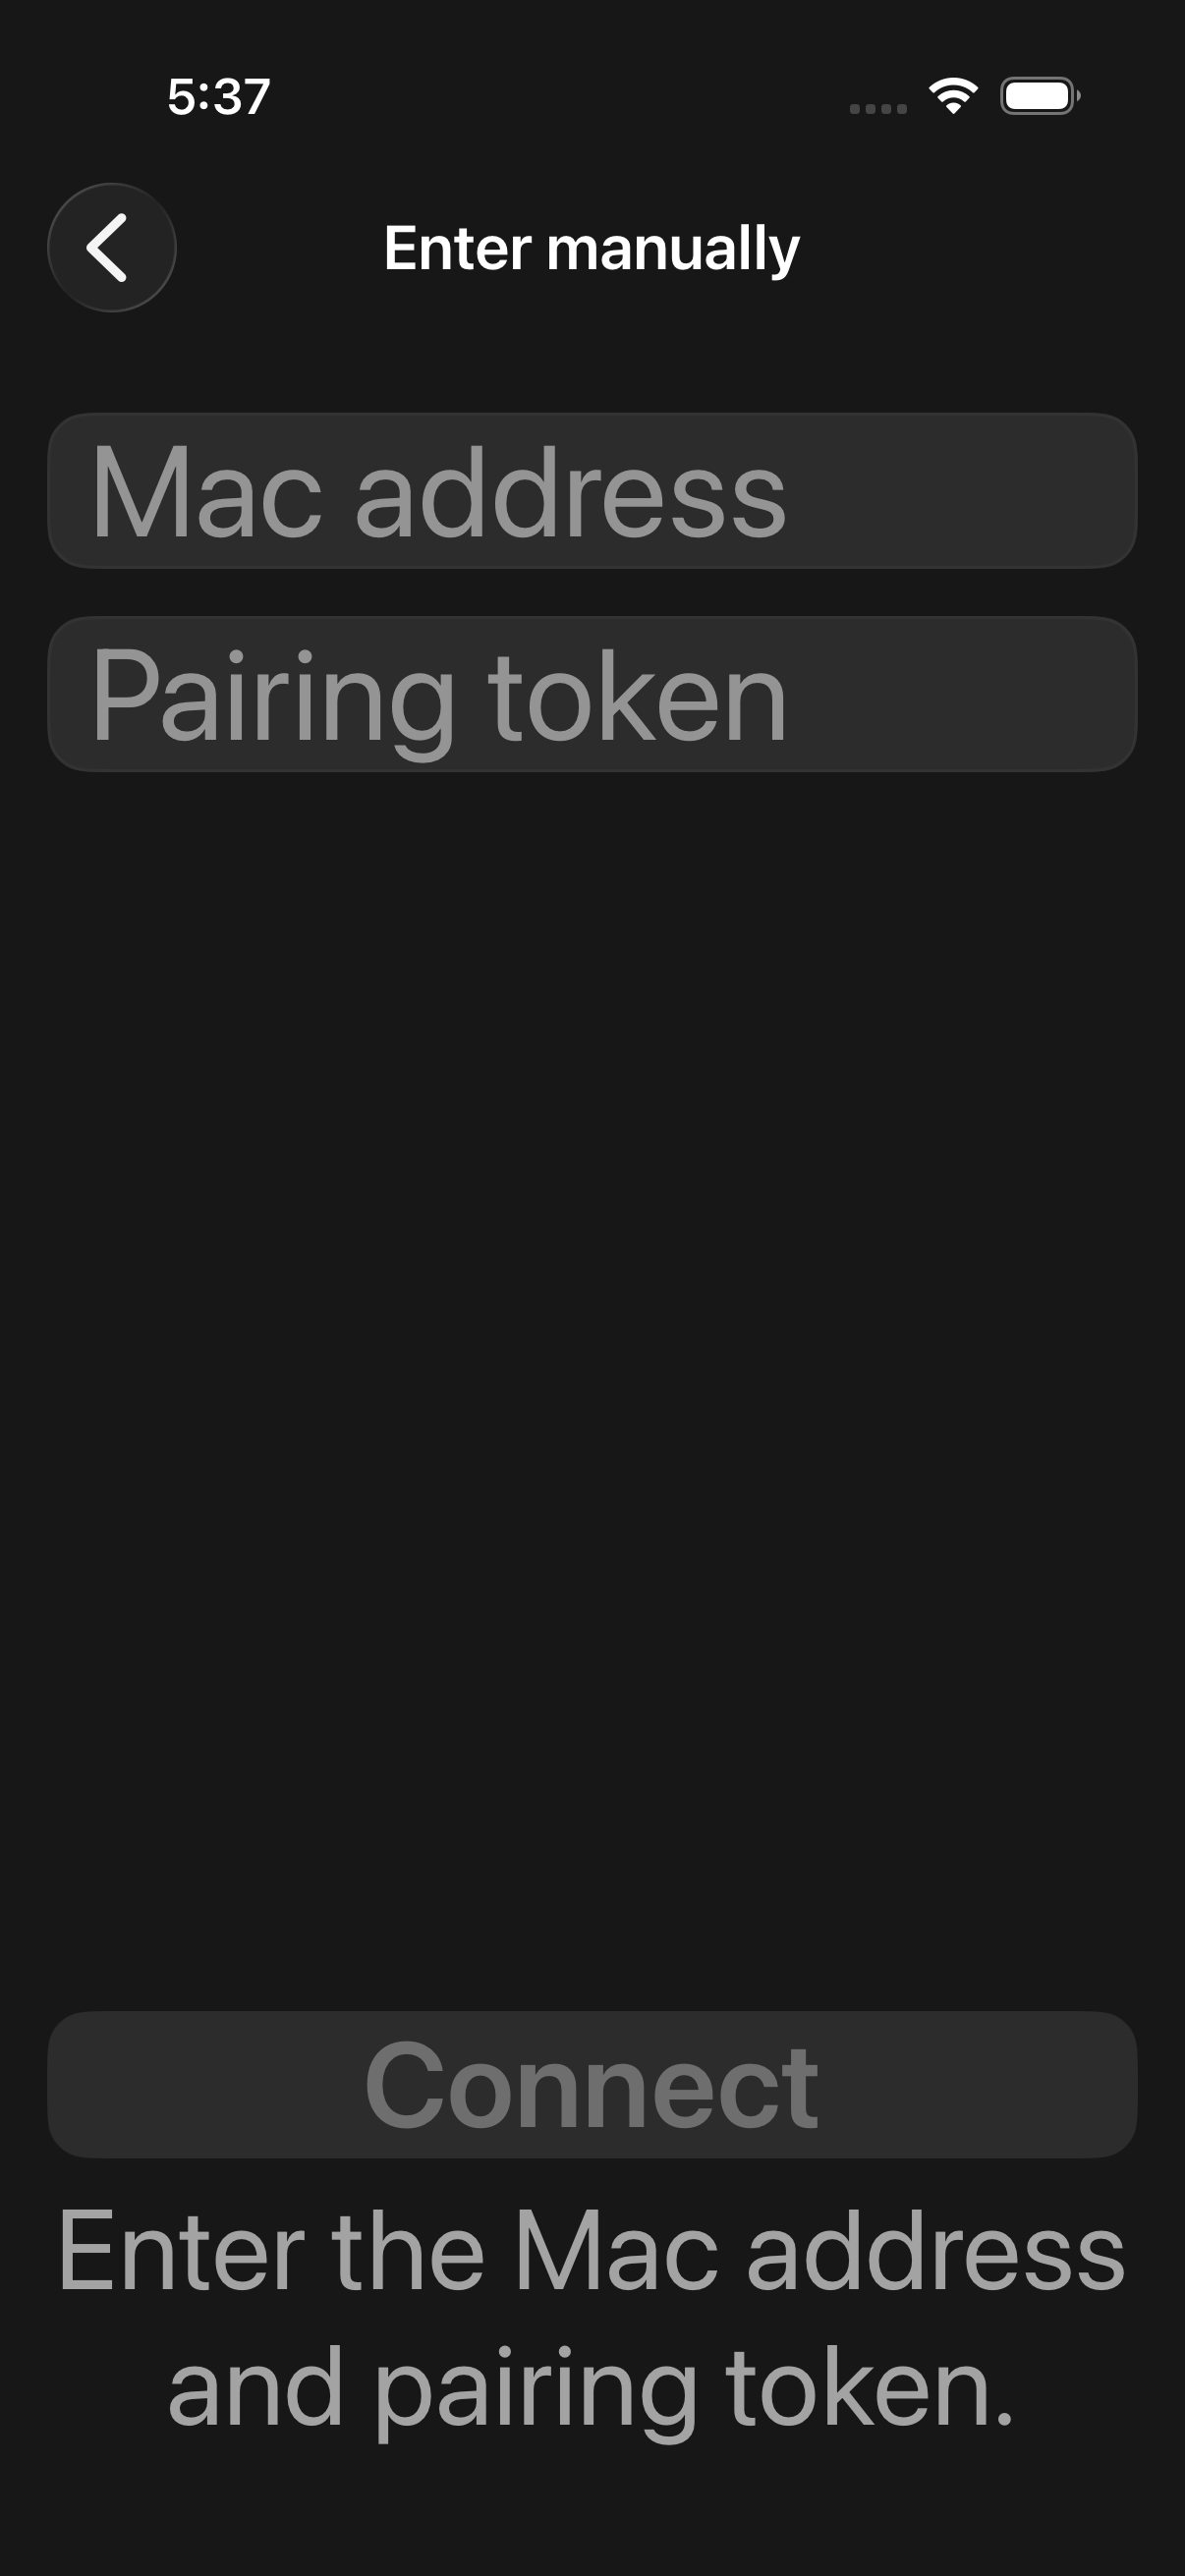 5:37
Enter manually
Mac address
Pairing token
Connect
Enter the Mac address
and pairing token.